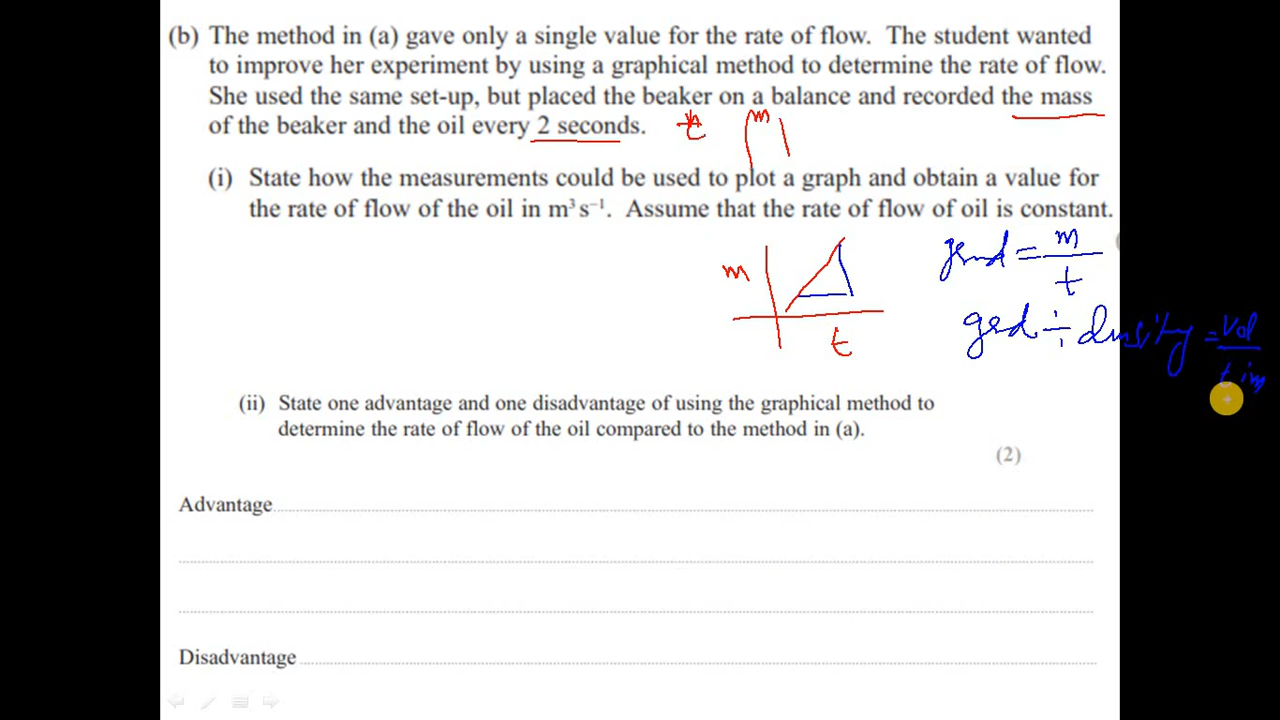 (b) The method in (a) gave only a single value for the rate of flow. The student wanted
to improve her experiment by using a graphical method to determine the rate of flow.
She used the same set-up, but placed the beaker on a balance and recorded the mass
of the beaker and the oil every 2 seconds.
t m
(i) State how the measurements could be used to plot a graph and obtain a value for
the rate of flow of the oil in m³ s⁻¹. Assume that the rate of flow of oil is constant.
m
t
grad = m
t
grad ÷ density = vol
tim
(ii) State one advantage and one disadvantage of using the graphical method to
determine the rate of flow of the oil compared to the method in (a).
(2)
Advantage
Disadvantage